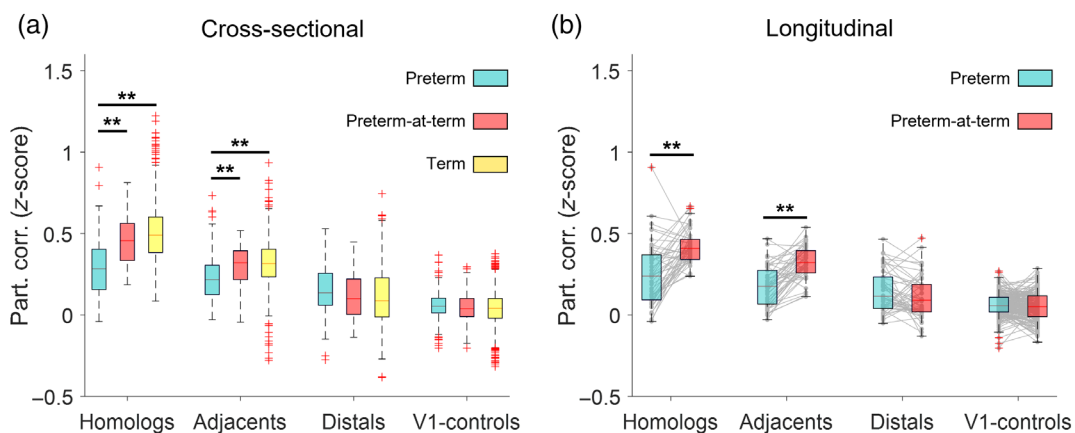 (a)
Cross-sectional
Part. corr. (z-score)
1.5
1
0.5
0
–0.5
Preterm
Preterm-at-term
Term
**
**
**
**
Homologs
Adjacents
Distals
V1-controls
(b)
Longitudinal
Part. corr. (z-score)
1.5
1
0.5
0
–0.5
Preterm
Preterm-at-term
**
**
Homologs
Adjacents
Distals
V1-controls